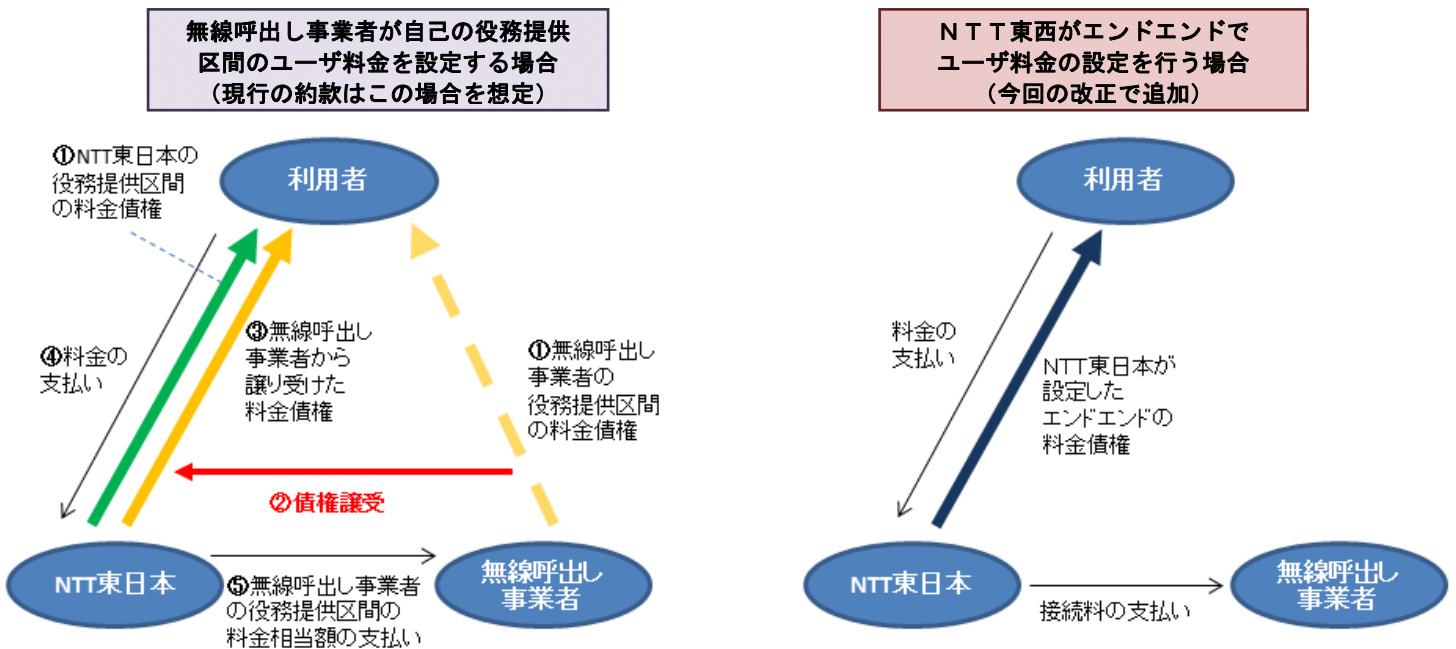 無線呼出し事業者が自己の役務提供
区間のユーザ料金を設定する場合
（現行の約款はこの場合を想定）
①NTT東日本の
役務提供区間
の料金債権
利用者
④料金の
支払い
③無線呼出し
事業者から
譲り受けた
料金債権
①無線呼出し
事業者の
役務提供区間
の料金債権
②債権譲受
NTT東日本
⑤無線呼出し事業者
の役務提供区間の
料金相当額の支払い
無線呼出し
事業者
ＮＴＴ東西がエンドエンドで
ユーザ料金の設定を行う場合
（今回の改正で追加）
利用者
料金の
支払い
NTT東日本が
設定した
エンドエンドの
料金債権
NTT東日本
接続料の支払い
無線呼出し
事業者